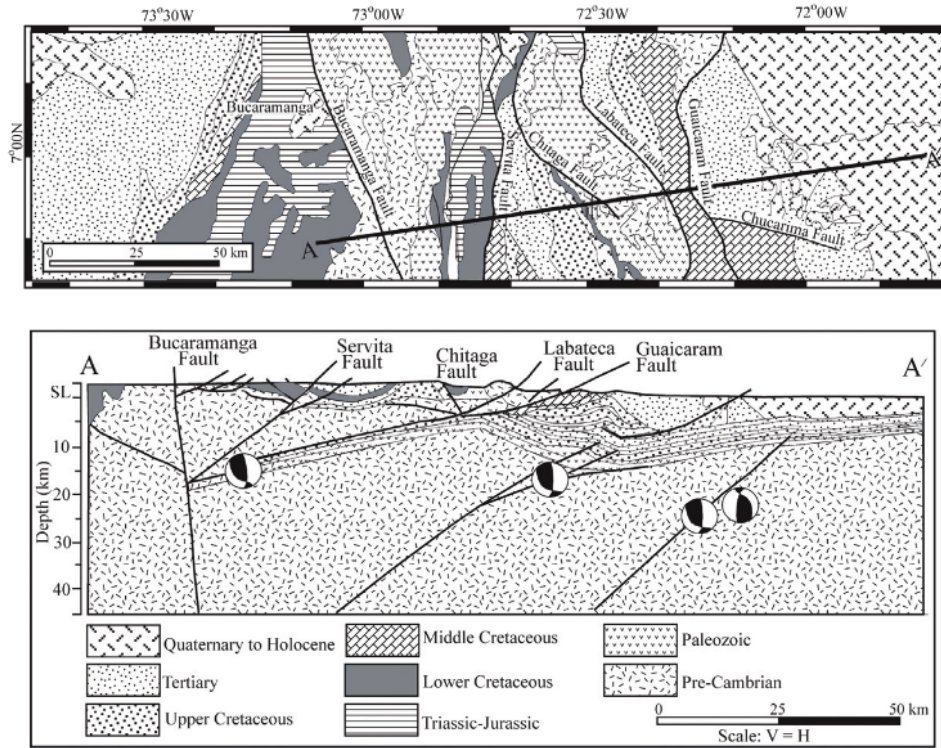 73°30W 73°00W 72°30W 72°00W
7°00N
Bucaramanga
Bucaramanga Fault
Servita Fault
Chitaga Fault
Labateca Fault
Guaicaram Fault
Chucarima Fault
A
A'
0 25 50 km
A
Bucaramanga
Fault
Servita
Fault
Chitaga
Fault
Labateca
Fault
Guaicaram
Fault
A'
SL
10
20
30
40
Depth (km)
Quaternary to Holocene
Middle Cretaceous
Paleozoic
Tertiary
Lower Cretaceous
Pre-Cambrian
Upper Cretaceous
Triassic-Jurassic
0 25 50 km
Scale: V = H